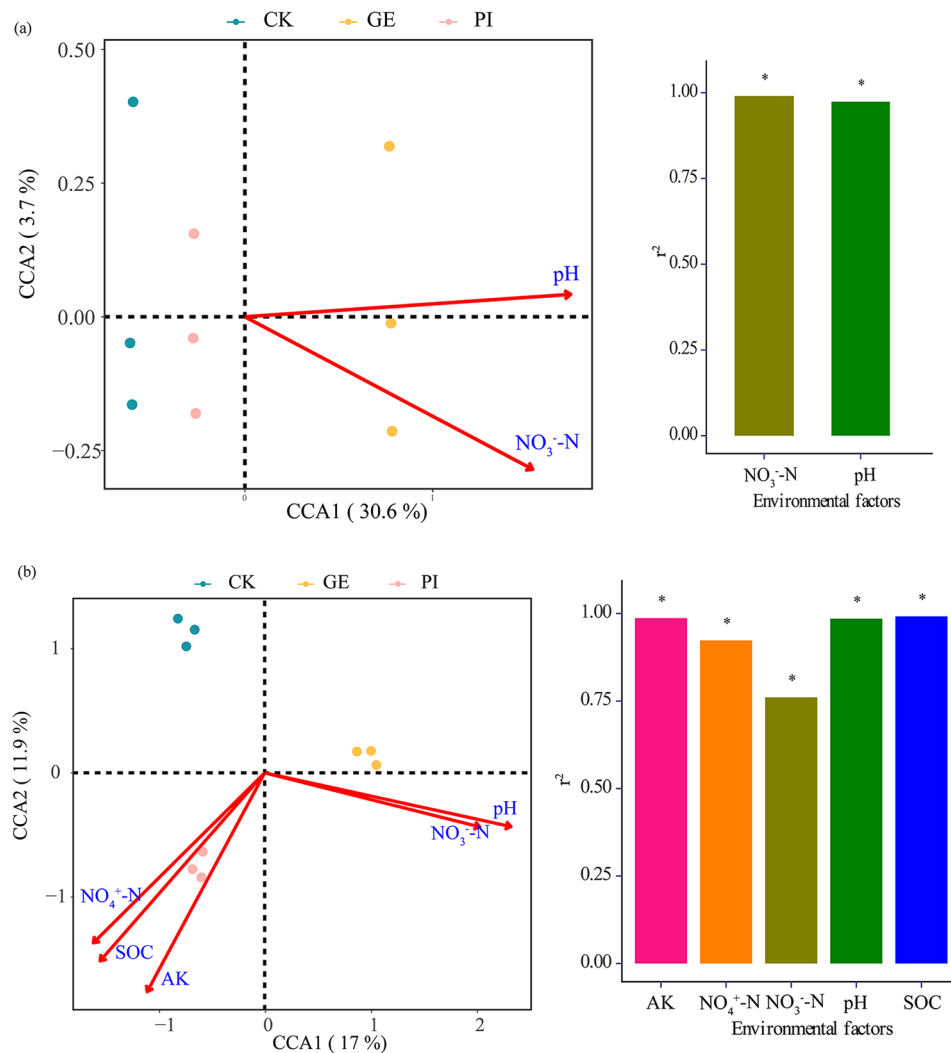 (a)
CK GE PI
0.50
0.25
0.00
−0.25
CCA2 ( 3.7 %)
pH
NO₃⁻-N
0 1
CCA1 ( 30.6 %)
* *
1.00
0.75
0.50
0.25
0.00
r²
NO₃⁻-N pH
Environmental factors
(b)
CK GE PI
1
0
−1
CCA2 ( 11.9 %)
pH
NO₃⁻-N
NO₄⁺-N
SOC
AK
−1 0 1 2
CCA1 ( 17 %)
* * * * *
1.00
0.75
0.50
0.25
0.00
r²
AK NO₄⁺-N NO₃⁻-N pH SOC
Environmental factors